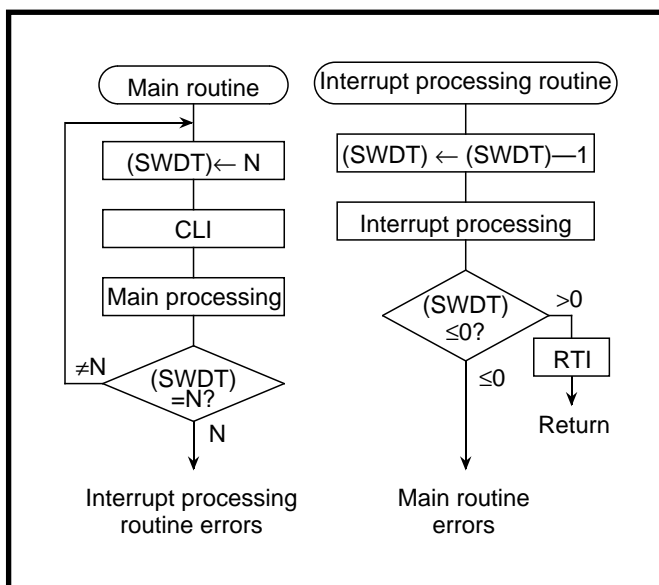 Main routine
(SWDT)← N
CLI
Main processing
≠N
(SWDT)
=N?
N
Interrupt processing
routine errors
Interrupt processing routine
(SWDT) ← (SWDT)—1
Interrupt processing
(SWDT)
≤0?
>0
RTI
≤0
Return
Main routine
errors